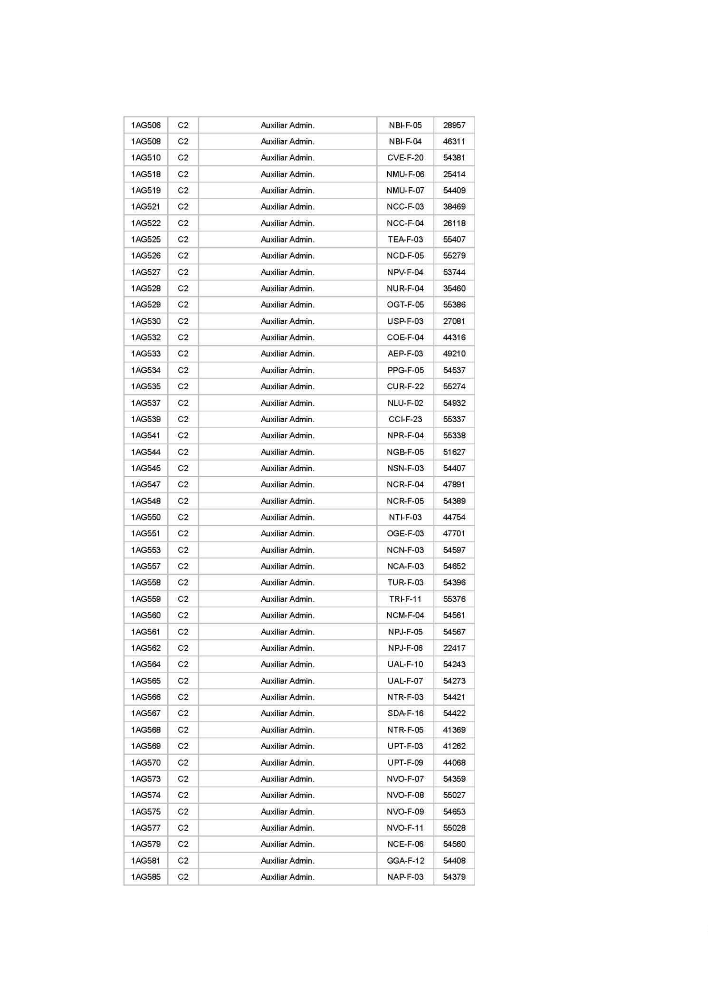 1AG506 C2 Auxiliar Admin. NBI-F-05 28957
1AG508 C2 Auxiliar Admin. NBI-F-04 46311
1AG510 C2 Auxiliar Admin. CVE-F-20 54381
1AG518 C2 Auxiliar Admin. NMU-F-06 25414
1AG519 C2 Auxiliar Admin. NMU-F-07 54409
1AG521 C2 Auxiliar Admin. NCC-F-03 38469
1AG522 C2 Auxiliar Admin. NCC-F-04 26118
1AG525 C2 Auxiliar Admin. TEA-F-03 55407
1AG526 C2 Auxiliar Admin. NCD-F-05 55279
1AG527 C2 Auxiliar Admin. NPV-F-04 53744
1AG528 C2 Auxiliar Admin. NUR-F-04 35460
1AG529 C2 Auxiliar Admin. OGT-F-05 55386
1AG530 C2 Auxiliar Admin. USP-F-03 27081
1AG532 C2 Auxiliar Admin. COE-F-04 44316
1AG533 C2 Auxiliar Admin. AEP-F-03 49210
1AG534 C2 Auxiliar Admin. PPG-F-05 54537
1AG535 C2 Auxiliar Admin. CUR-F-22 55274
1AG537 C2 Auxiliar Admin. NLU-F-02 54932
1AG539 C2 Auxiliar Admin. CCI-F-23 55337
1AG541 C2 Auxiliar Admin. NPR-F-04 55338
1AG544 C2 Auxiliar Admin. NGB-F-05 51627
1AG545 C2 Auxiliar Admin. NSN-F-03 54407
1AG547 C2 Auxiliar Admin. NCR-F-04 47891
1AG548 C2 Auxiliar Admin. NCR-F-05 54389
1AG550 C2 Auxiliar Admin. NTI-F-03 44754
1AG551 C2 Auxiliar Admin. OGE-F-03 47701
1AG553 C2 Auxiliar Admin. NCN-F-03 54597
1AG557 C2 Auxiliar Admin. NCA-F-03 54652
1AG558 C2 Auxiliar Admin. TUR-F-03 54396
1AG559 C2 Auxiliar Admin. TRI-F-11 55376
1AG560 C2 Auxiliar Admin. NCM-F-04 54561
1AG561 C2 Auxiliar Admin. NPJ-F-05 54567
1AG562 C2 Auxiliar Admin. NPJ-F-06 22417
1AG564 C2 Auxiliar Admin. UAL-F-10 54243
1AG565 C2 Auxiliar Admin. UAL-F-07 54273
1AG566 C2 Auxiliar Admin. NTR-F-03 54421
1AG567 C2 Auxiliar Admin. SDA-F-16 54422
1AG568 C2 Auxiliar Admin. NTR-F-05 41369
1AG569 C2 Auxiliar Admin. UPT-F-03 41262
1AG570 C2 Auxiliar Admin. UPT-F-09 44068
1AG573 C2 Auxiliar Admin. NVO-F-07 54359
1AG574 C2 Auxiliar Admin. NVO-F-08 55027
1AG575 C2 Auxiliar Admin. NVO-F-09 54653
1AG577 C2 Auxiliar Admin. NVO-F-11 55028
1AG579 C2 Auxiliar Admin. NCE-F-06 54560
1AG581 C2 Auxiliar Admin. GGA-F-12 54408
1AG585 C2 Auxiliar Admin. NAP-F-03 54379